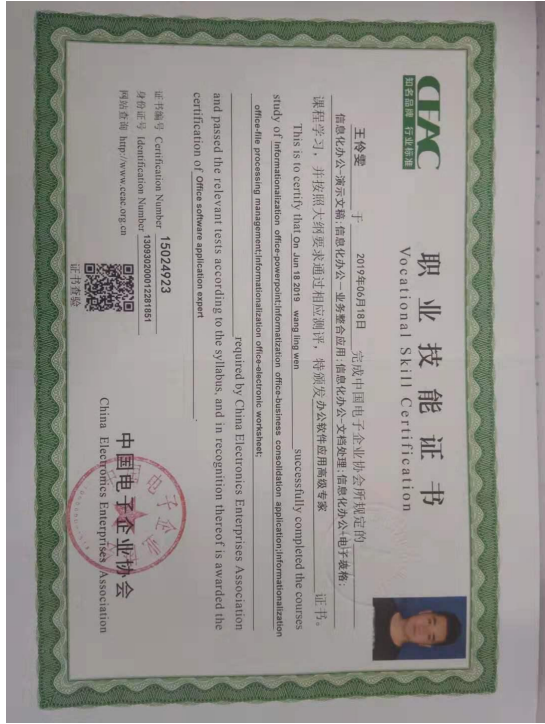 CEAC
知名品牌 行业标准
职业技能证书
Vocational Skill Certification
王伶雯 于 2019年06月18日 完成中国电子企业协会所规定的
信息化办公-演示文稿;信息化办公-业务整合应用;信息化办公-文档处理;信息化办公-电子表格;
课程学习,并按照大纲要求通过相应测评,特颁发办公软件应用高级专家 证书。
This is to certify that On Jun 18 2019 wang ling wen successfully completed the courses
study of Informationalization office-powerpoint;Informatization office-business consolidation application;Informationalization
office-file processing management;Informationalization office-electronic worksheet;
required by China Electronics Enterprises Association
and passed the relevant tests according to the syllabus, and in recognition thereof is awarded the
certification of Office software application expert
证书编号 Certification Number 15024923
身份证号 Identification Number 130930200012281851
网站查询 http://www.ceac.org.cn
证书查验
中国电子企业协会
China Electronics Enterprises Association